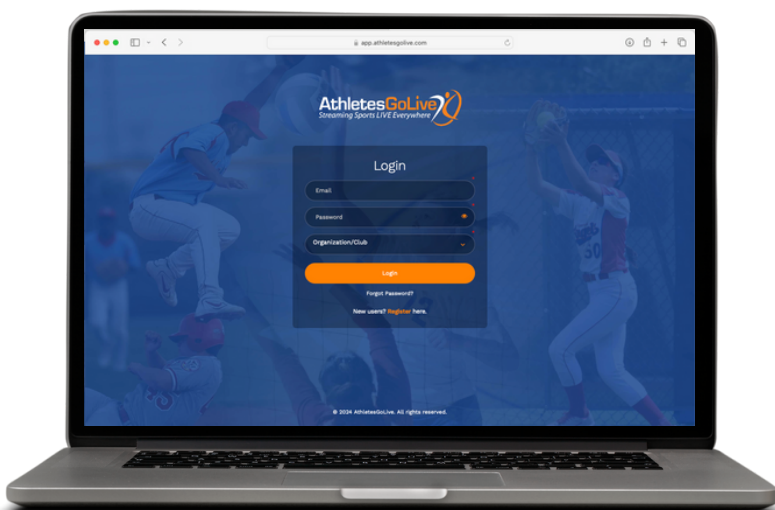 app.athletesgolive.com
AthletesGoLive
Streaming Sports LIVE Everywhere
Login
Email
Password
Organization/Club
Login
Forgot Password?
New users? Register here.
© 2024 AthletesGoLive. All rights reserved.
50